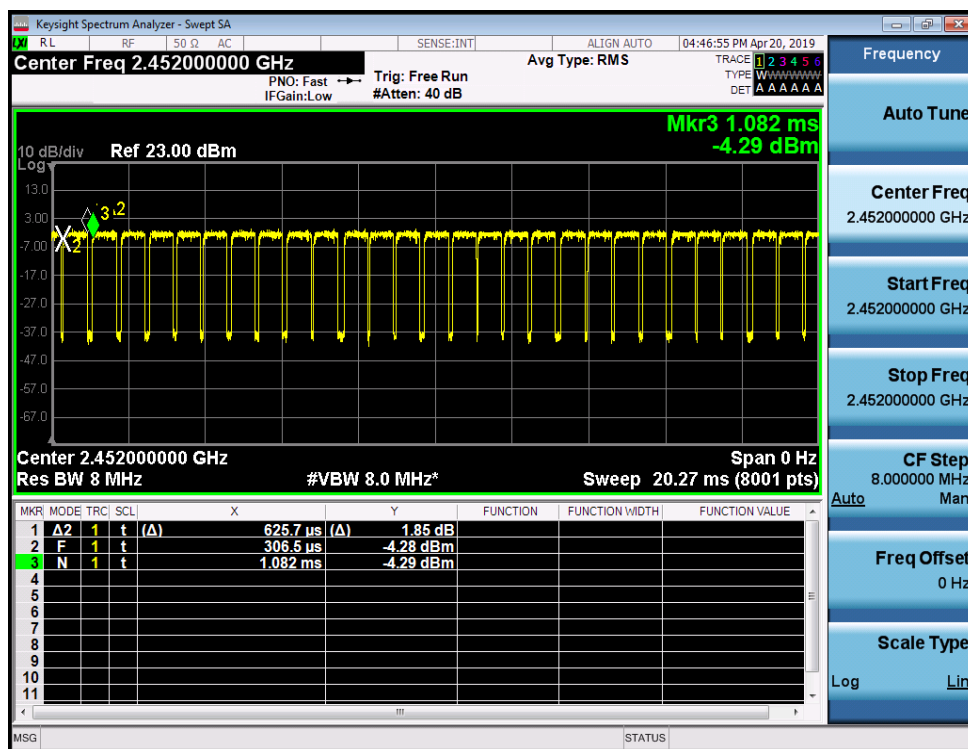 Keysight Spectrum Analyzer - Swept SA
LXI RL RF 50 Ω AC SENSE:INT ALIGN AUTO 04:46:55 PM Apr 20, 2019
Center Freq 2.452000000 GHz
PNO: Fast
IFGain:Low
Trig: Free Run
#Atten: 40 dB
Avg Type: RMS
TRACE 1 2 3 4 5 6
TYPE WWWWWW
DET A A A A A A
Mkr3 1.082 ms
-4.29 dBm
10 dB/div Ref 23.00 dBm
Log
13.0
3.00
-7.00
-17.0
-27.0
-37.0
-47.0
-57.0
-67.0
3 2
X2
Center 2.452000000 GHz Span 0 Hz
Res BW 8 MHz #VBW 8.0 MHz* Sweep 20.27 ms (8001 pts)
MKR MODE TRC SCL X Y FUNCTION FUNCTION WIDTH FUNCTION VALUE
1 Δ2 1 t (Δ) 625.7 µs (Δ) 1.85 dB
2 F 1 t 306.5 µs -4.28 dBm
3 N 1 t 1.082 ms -4.29 dBm
4
5
6
7
8
9
10
11
MSG STATUS
Frequency
Auto Tune
Center Freq
2.452000000 GHz
Start Freq
2.452000000 GHz
Stop Freq
2.452000000 GHz
CF Step
8.000000 MHz
Auto Man
Freq Offset
0 Hz
Scale Type
Log Lin